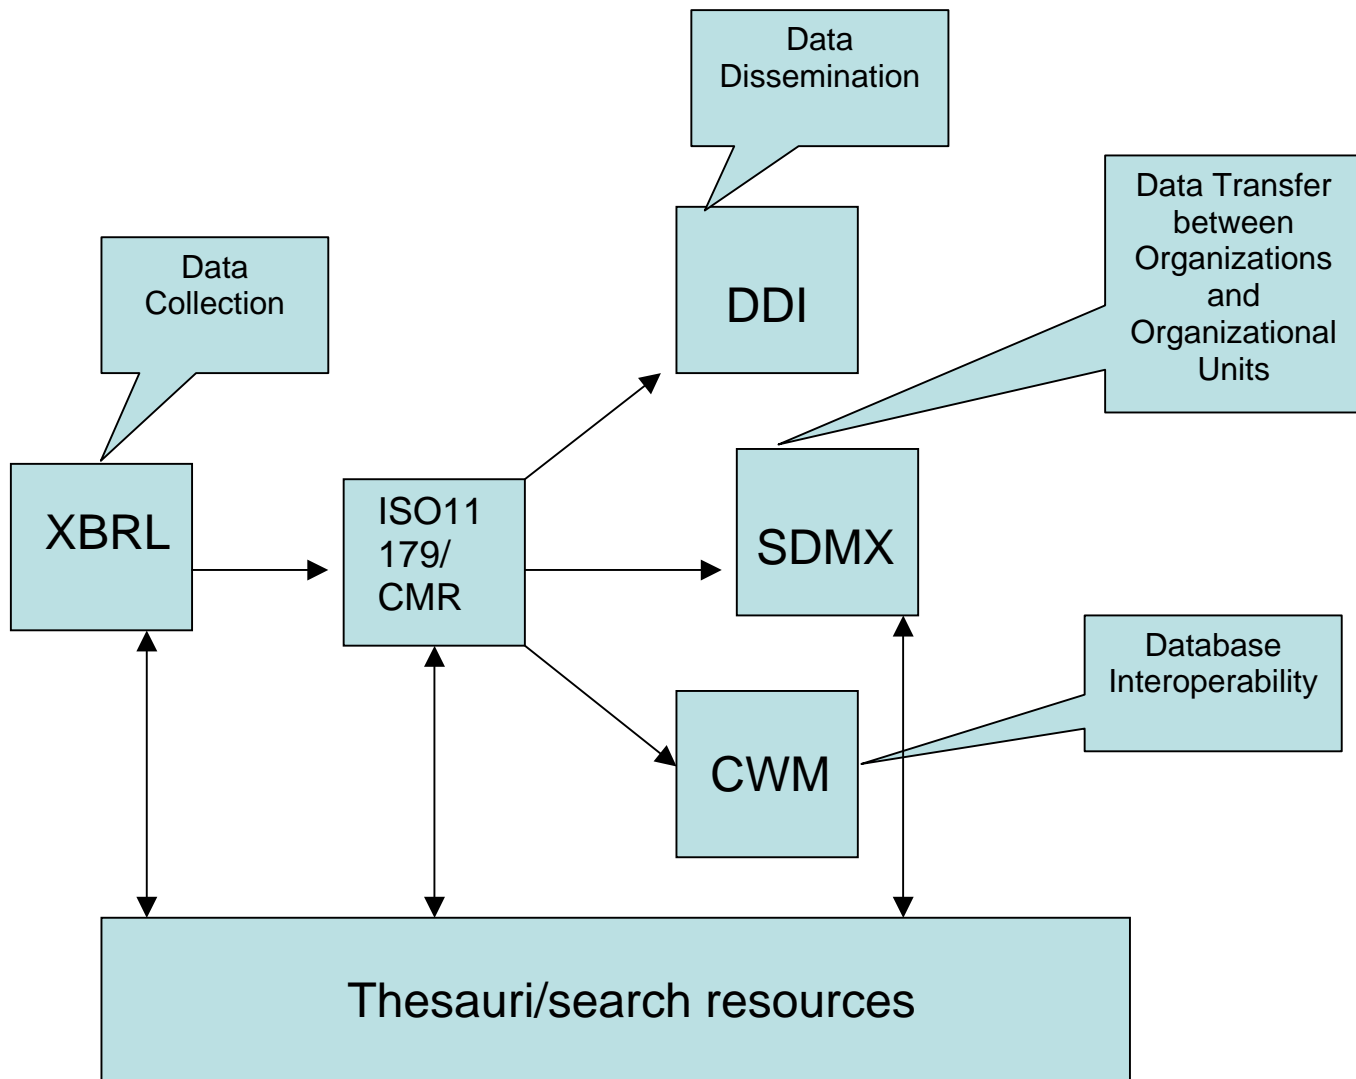 Data
Dissemination
Data Transfer
between
Organizations
and
Organizational
Units
Data
Collection
DDI
XBRL
ISO11
179/
CMR
SDMX
Database
Interoperability
CWM
Thesauri/search resources